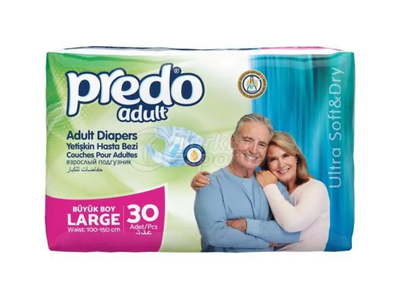 predo®
adult
Adult Diapers
Yetişkin Hasta Bezi
Couches Pour Adultes
взрослый подгузник
حفاضات للكبار
BÜYÜK BOY
LARGE
Waist: 100-150 cm
30
Adet/Pcs
عدد
Ultra Soft&Dry